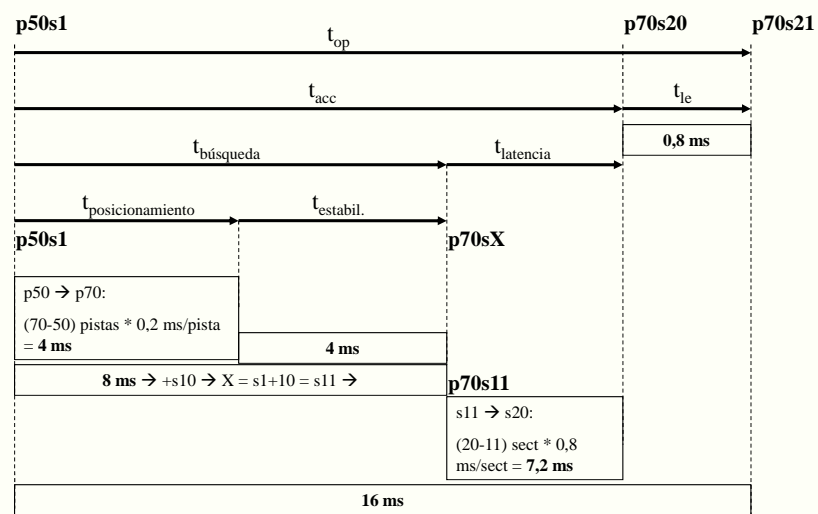 p50s1 p70s20 p70s21
t_op
t_acc t_le
t_búsqueda t_latencia 0,8 ms
t_posicionamiento t_estabil.
p50s1 p70sX
p50 → p70:
(70-50) pistas * 0,2 ms/pista
= 4 ms
4 ms
8 ms → +s10 → X = s1+10 = s11 →
p70s11
s11 → s20:
(20-11) sect * 0,8
ms/sect = 7,2 ms
16 ms